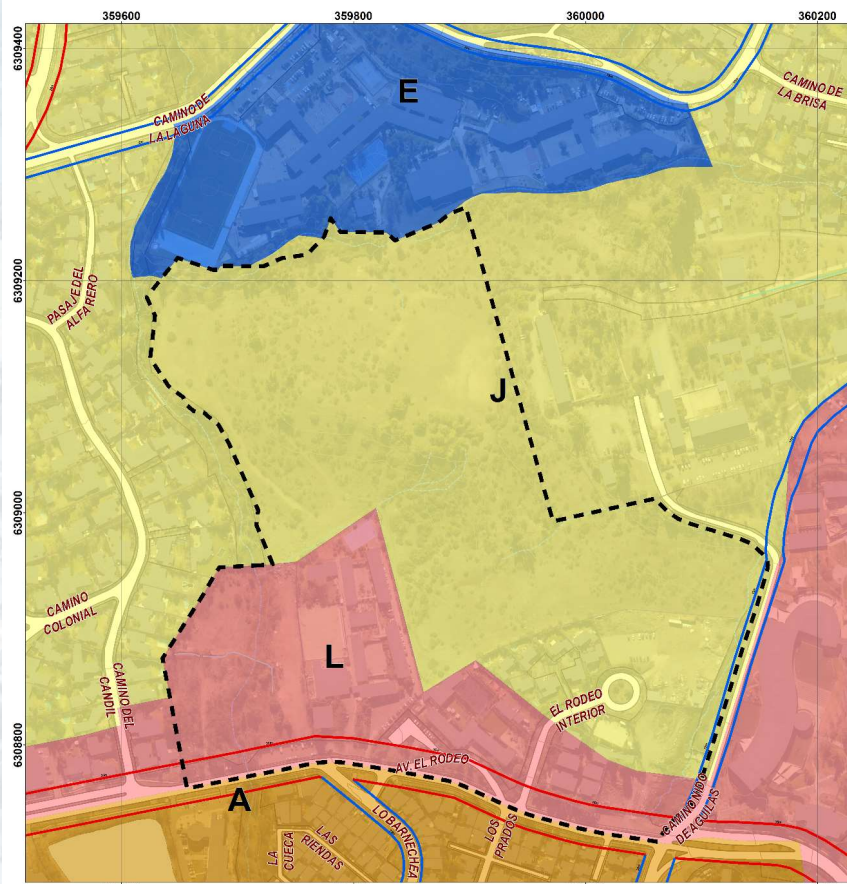 359600
359800
360000
360200
6309400
E
CAMINO DE
LA LAGUNA
CAMINO DE
LA BRISA
6309200
PASAJE DEL
ALFARERO
J
6309000
CAMINO
COLONIAL
L
CAMINO DEL
CANDIL
EL RODEO
INTERIOR
6308800
AV. EL RODEO
A
CAMINO NIDO
DE AGUILAS
LO BARNECHEA
LOS
PRADOS
LAS
RIENDAS
LA
CUECA